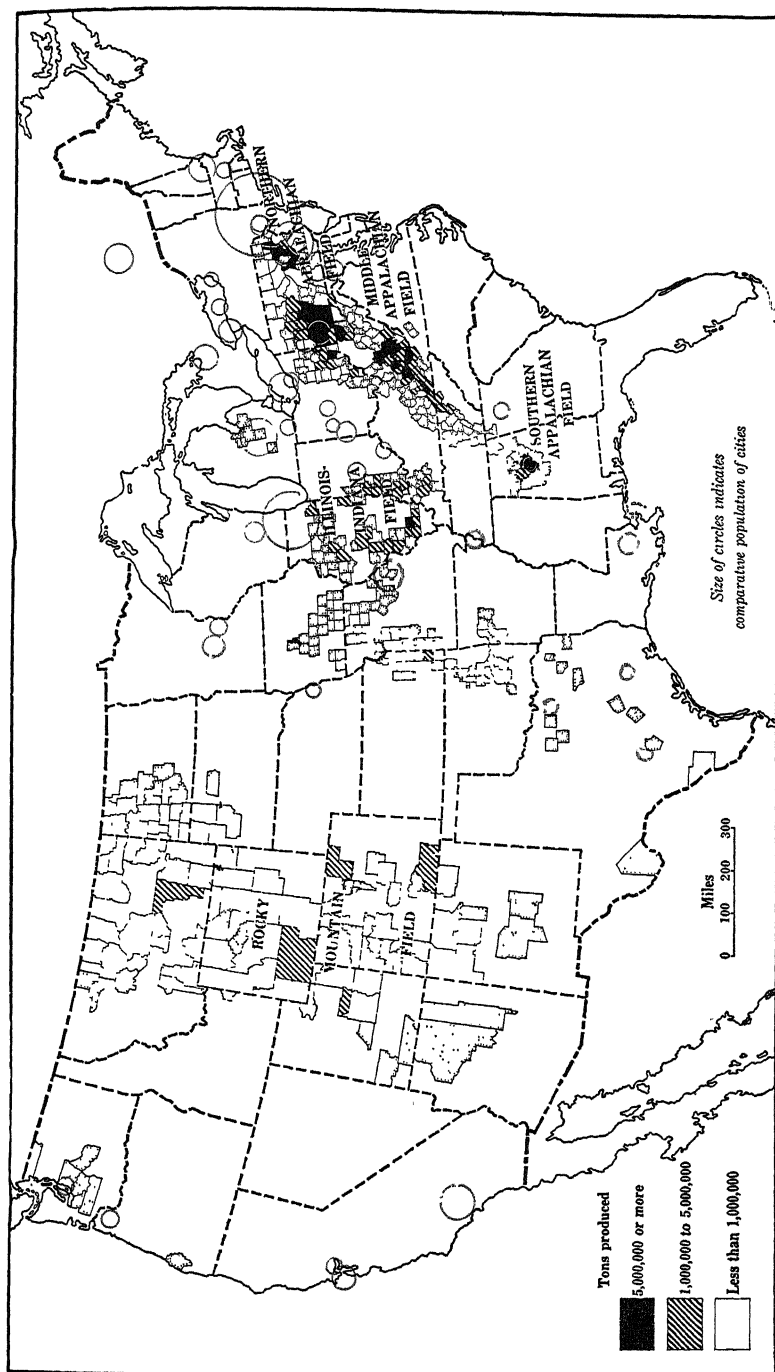 NORTHERN
APPALACHIAN
FIELD
MIDDLE
APPALACHIAN
FIELD
ILLINOIS-
INDIANA
FIELD
SOUTHERN
APPALACHIAN
FIELD
ROCKY
MOUNTAIN
FIELD
Size of circles indicates
comparative population of cities
Miles
0 100 200 300
Tons produced
5,000,000 or more
1,000,000 to 5,000,000
Less than 1,000,000